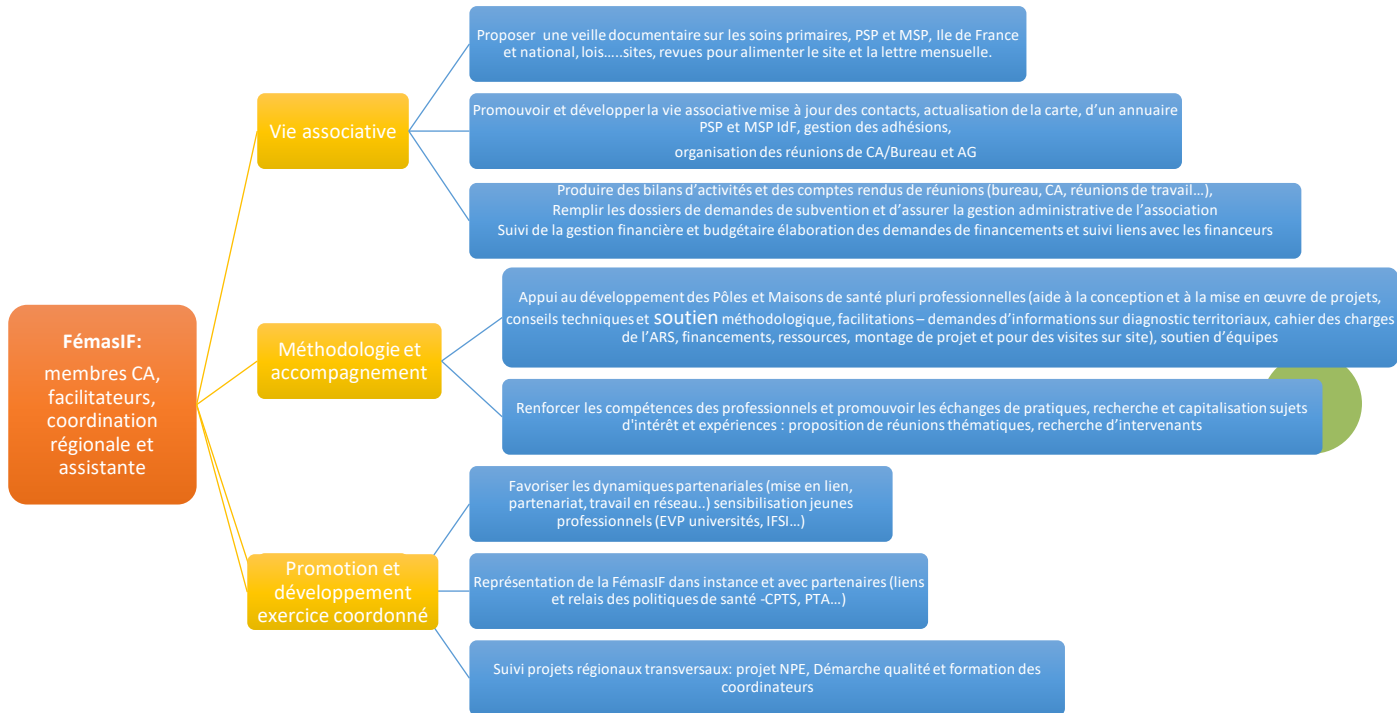 FémasIF:
membres CA,
facilitateurs,
coordination
régionale et
assistante
Vie associative
Proposer une veille documentaire sur les soins primaires, PSP et MSP, Ile de France
et national, lois…..sites, revues pour alimenter le site et la lettre mensuelle.
Promouvoir et développer la vie associative mise à jour des contacts, actualisation de la carte, d’un annuaire
PSP et MSP IdF, gestion des adhésions,
organisation des réunions de CA/Bureau et AG
Produire des bilans d’activités et des comptes rendus de réunions (bureau, CA, réunions de travail…),
Remplir les dossiers de demandes de subvention et d’assurer la gestion administrative de l’association
Suivi de la gestion financière et budgétaire élaboration des demandes de financements et suivi liens avec les financeurs
Méthodologie et
accompagnement
Appui au développement des Pôles et Maisons de santé pluri professionnelles (aide à la conception et à la mise en œuvre de projets,
conseils techniques et soutien méthodologique, facilitations – demandes d’informations sur diagnostic territoriaux, cahier des charges
de l’ARS, financements, ressources, montage de projet et pour des visites sur site), soutien d’équipes
Renforcer les compétences des professionnels et promouvoir les échanges de pratiques, recherche et capitalisation sujets
d'intérêt et expériences : proposition de réunions thématiques, recherche d’intervenants
Promotion et
développement
exercice coordonné
Favoriser les dynamiques partenariales (mise en lien,
partenariat, travail en réseau..) sensibilisation jeunes
professionnels (EVP universités, IFSI…)
Représentation de la FémasIF dans instance et avec partenaires (liens
et relais des politiques de santé -CPTS, PTA…)
Suivi projets régionaux transversaux: projet NPE, Démarche qualité et formation des
coordinateurs